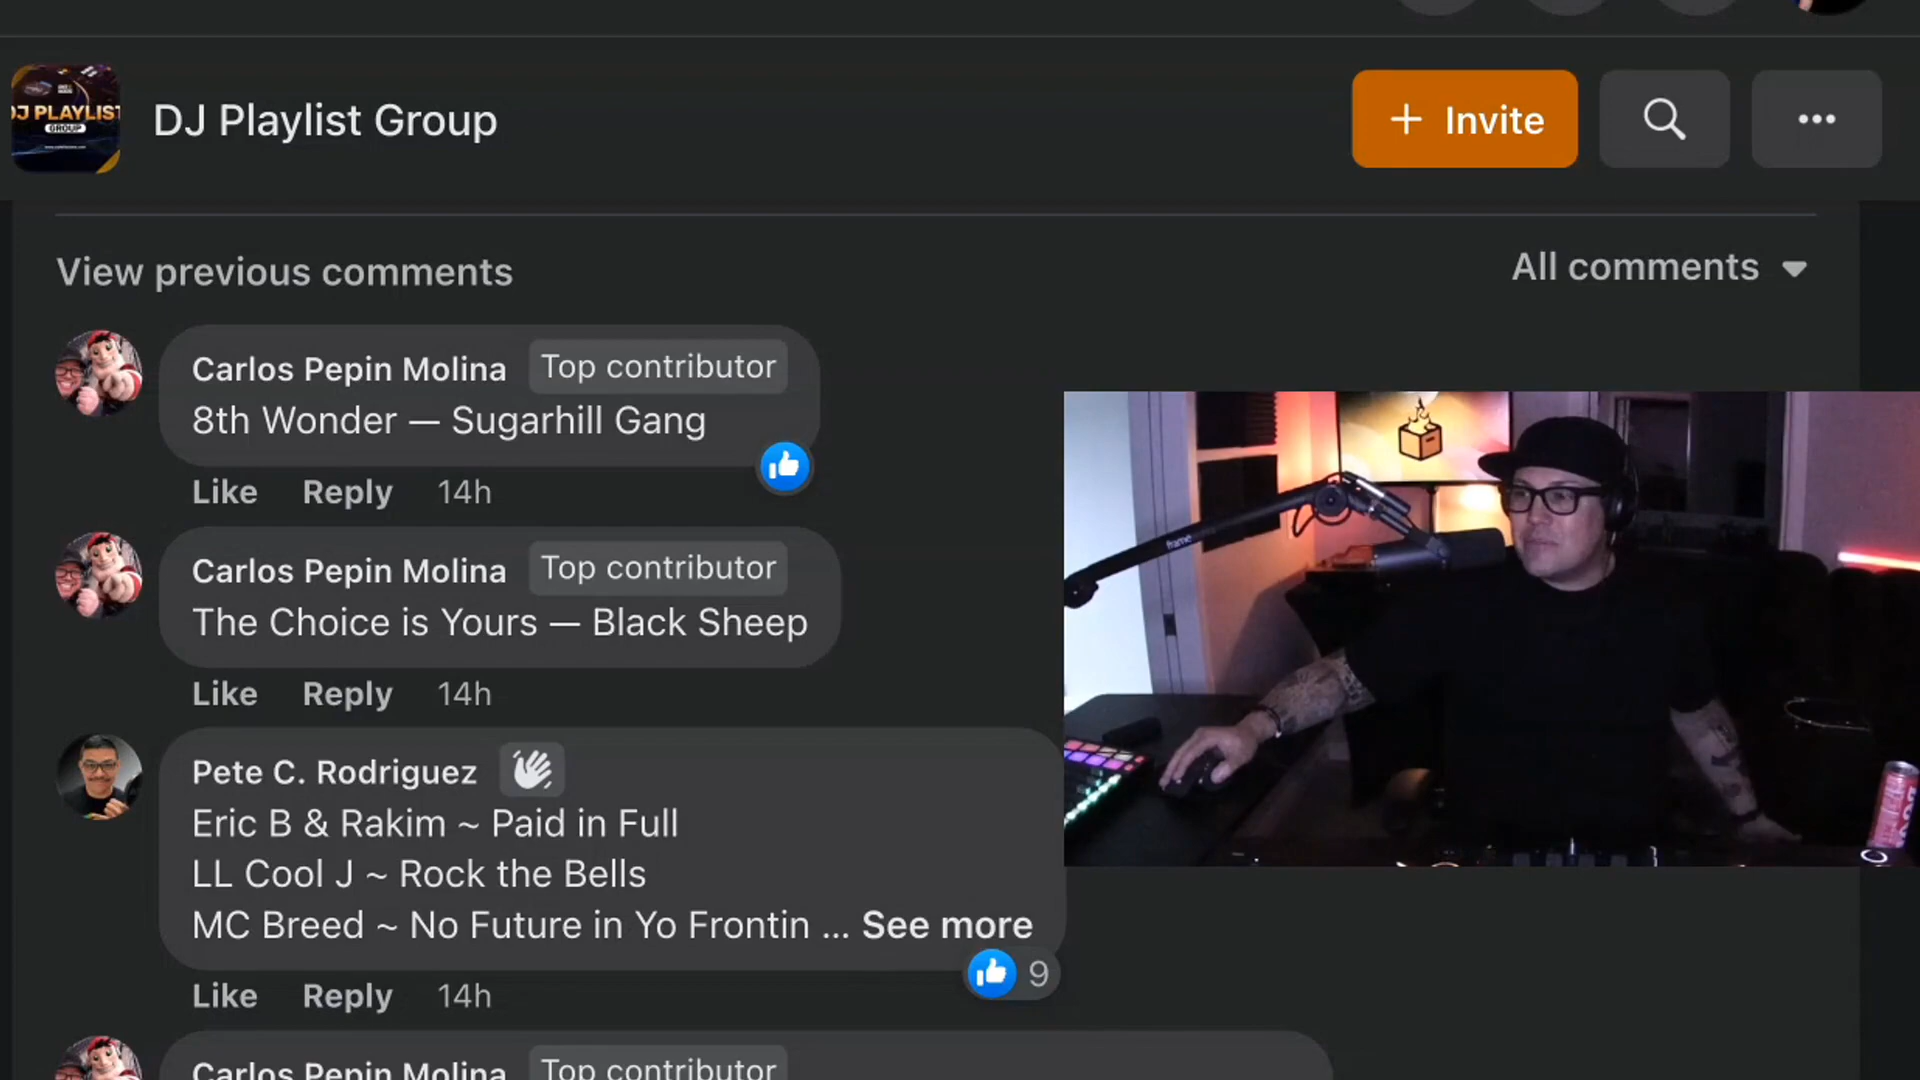 DJ PLAYLIST
GROUP
DJ Playlist Group
+ Invite
View previous comments
All comments
Carlos Pepin Molina Top contributor
8th Wonder — Sugarhill Gang
Like Reply 14h
Carlos Pepin Molina Top contributor
The Choice is Yours — Black Sheep
Like Reply 14h
frame
Pete C. Rodriguez
Eric B & Rakim ~ Paid in Full
LL Cool J ~ Rock the Bells
MC Breed ~ No Future in Yo Frontin ... See more
9
Like Reply 14h
Carlos Pepin Molina Top contributor